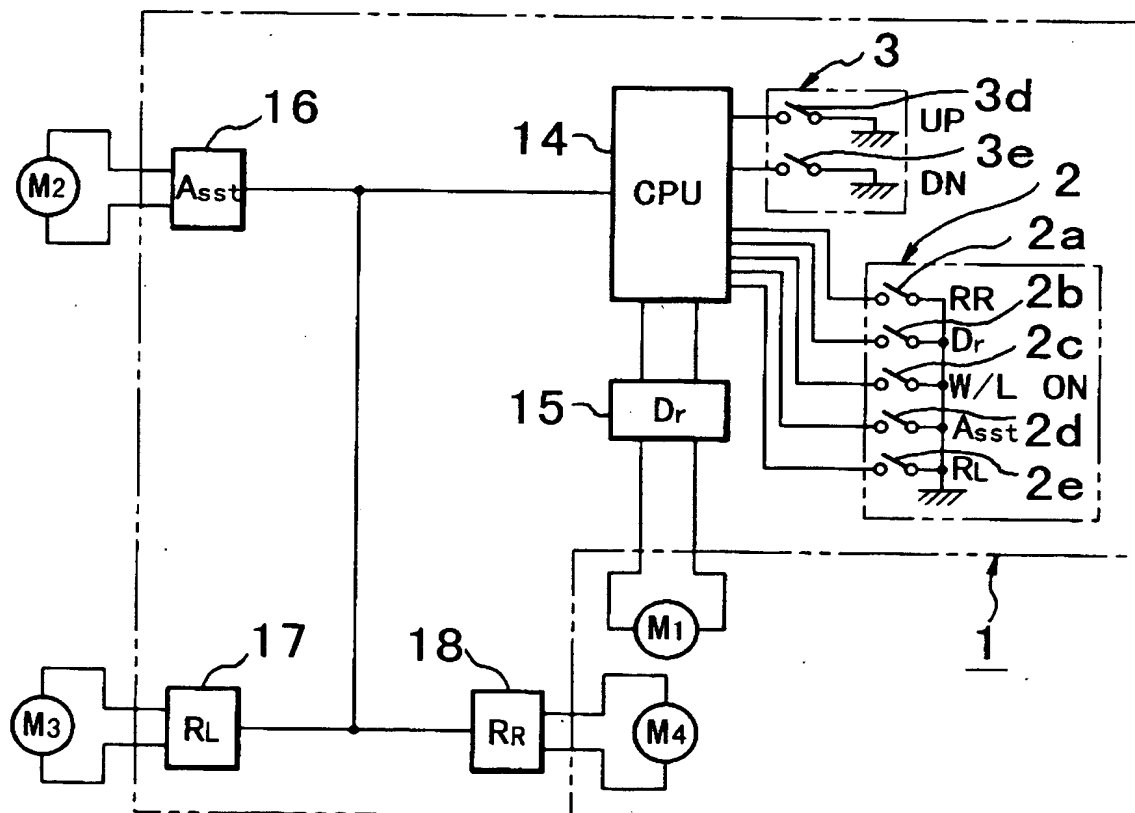 3
16
14
3d
UP
3e
DN
M2
Asst
CPU
2
2a
RR
2b
Dr
2c
W/L ON
15
Dr
Asst
2d
RL
2e
M1
1
17
18
M3
RL
RR
M4